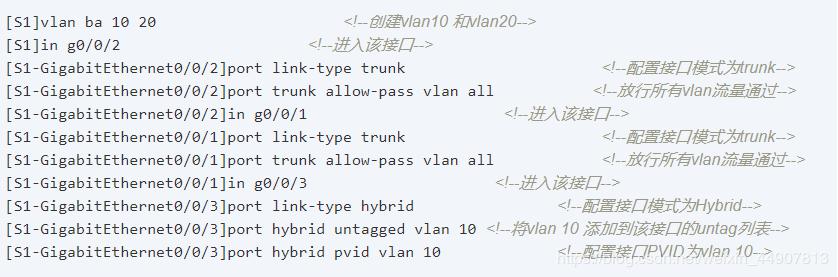 [S1]vlan ba 10 20 <!--创建vlan10 和vlan20-->
[S1]in g0/0/2 <!--进入该接口-->
[S1-GigabitEthernet0/0/2]port link-type trunk <!--配置接口模式为trunk-->
[S1-GigabitEthernet0/0/2]port trunk allow-pass vlan all <!--放行所有vlan流量通过-->
[S1-GigabitEthernet0/0/2]in g0/0/1 <!--进入该接口-->
[S1-GigabitEthernet0/0/1]port link-type trunk <!--配置接口模式为trunk-->
[S1-GigabitEthernet0/0/1]port trunk allow-pass vlan all <!--放行所有vlan流量通过-->
[S1-GigabitEthernet0/0/1]in g0/0/3 <!--进入该接口-->
[S1-GigabitEthernet0/0/3]port link-type hybrid <!--配置接口模式为Hybrid-->
[S1-GigabitEthernet0/0/3]port hybrid untagged vlan 10 <!--将vlan 10 添加到该接口的untag列表-->
[S1-GigabitEthernet0/0/3]port hybrid pvid vlan 10 <!--配置接口PVID为vlan 10-->
https://blog.csdn.net/weixin_44907813